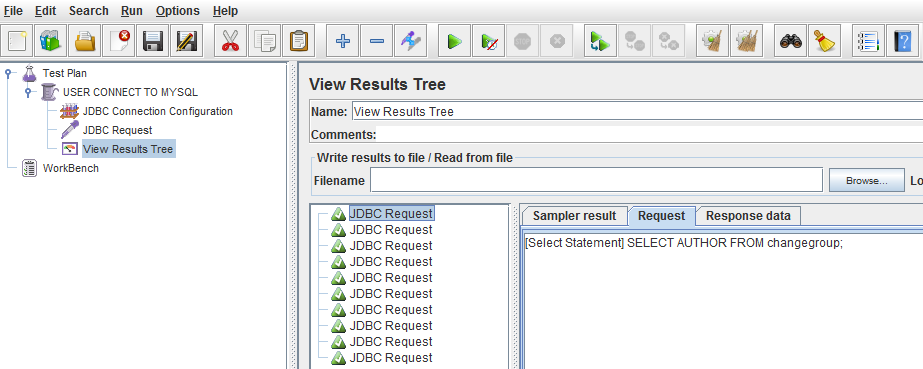 File Edit Search Run Options Help
Test Plan
USER CONNECT TO MYSQL
JDBC Connection Configuration
JDBC Request
View Results Tree
WorkBench
View Results Tree
Name: View Results Tree
Comments:
Write results to file / Read from file
Filename Browse... Lo
JDBC Request
JDBC Request
JDBC Request
JDBC Request
JDBC Request
JDBC Request
JDBC Request
JDBC Request
JDBC Request
JDBC Request
Sampler result Request Response data
[Select Statement] SELECT AUTHOR FROM changegroup;